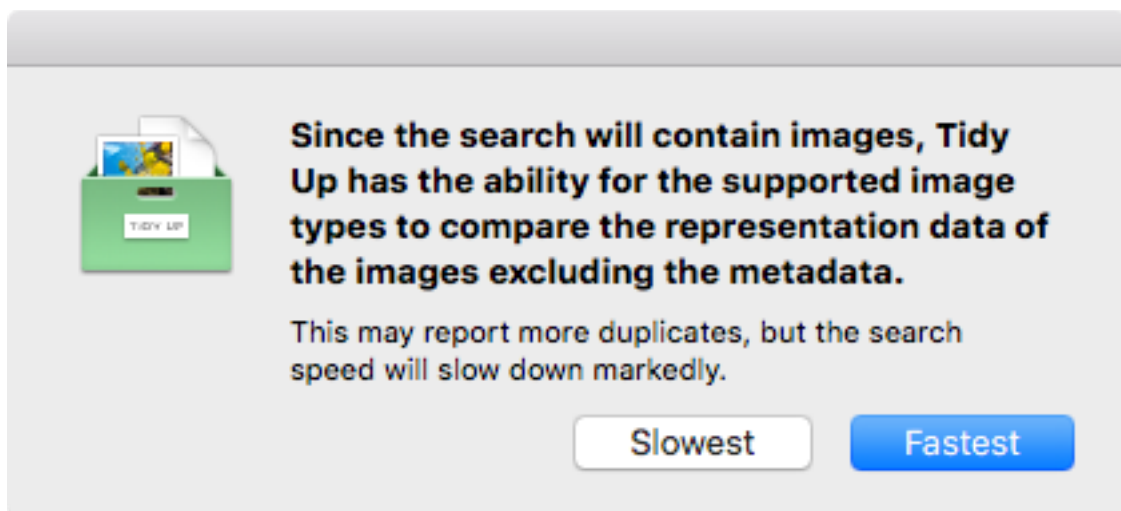 Since the search will contain images, Tidy
Up has the ability for the supported image
types to compare the representation data of
the images excluding the metadata.
TIDY UP
This may report more duplicates, but the search
speed will slow down markedly.
Slowest
Fastest